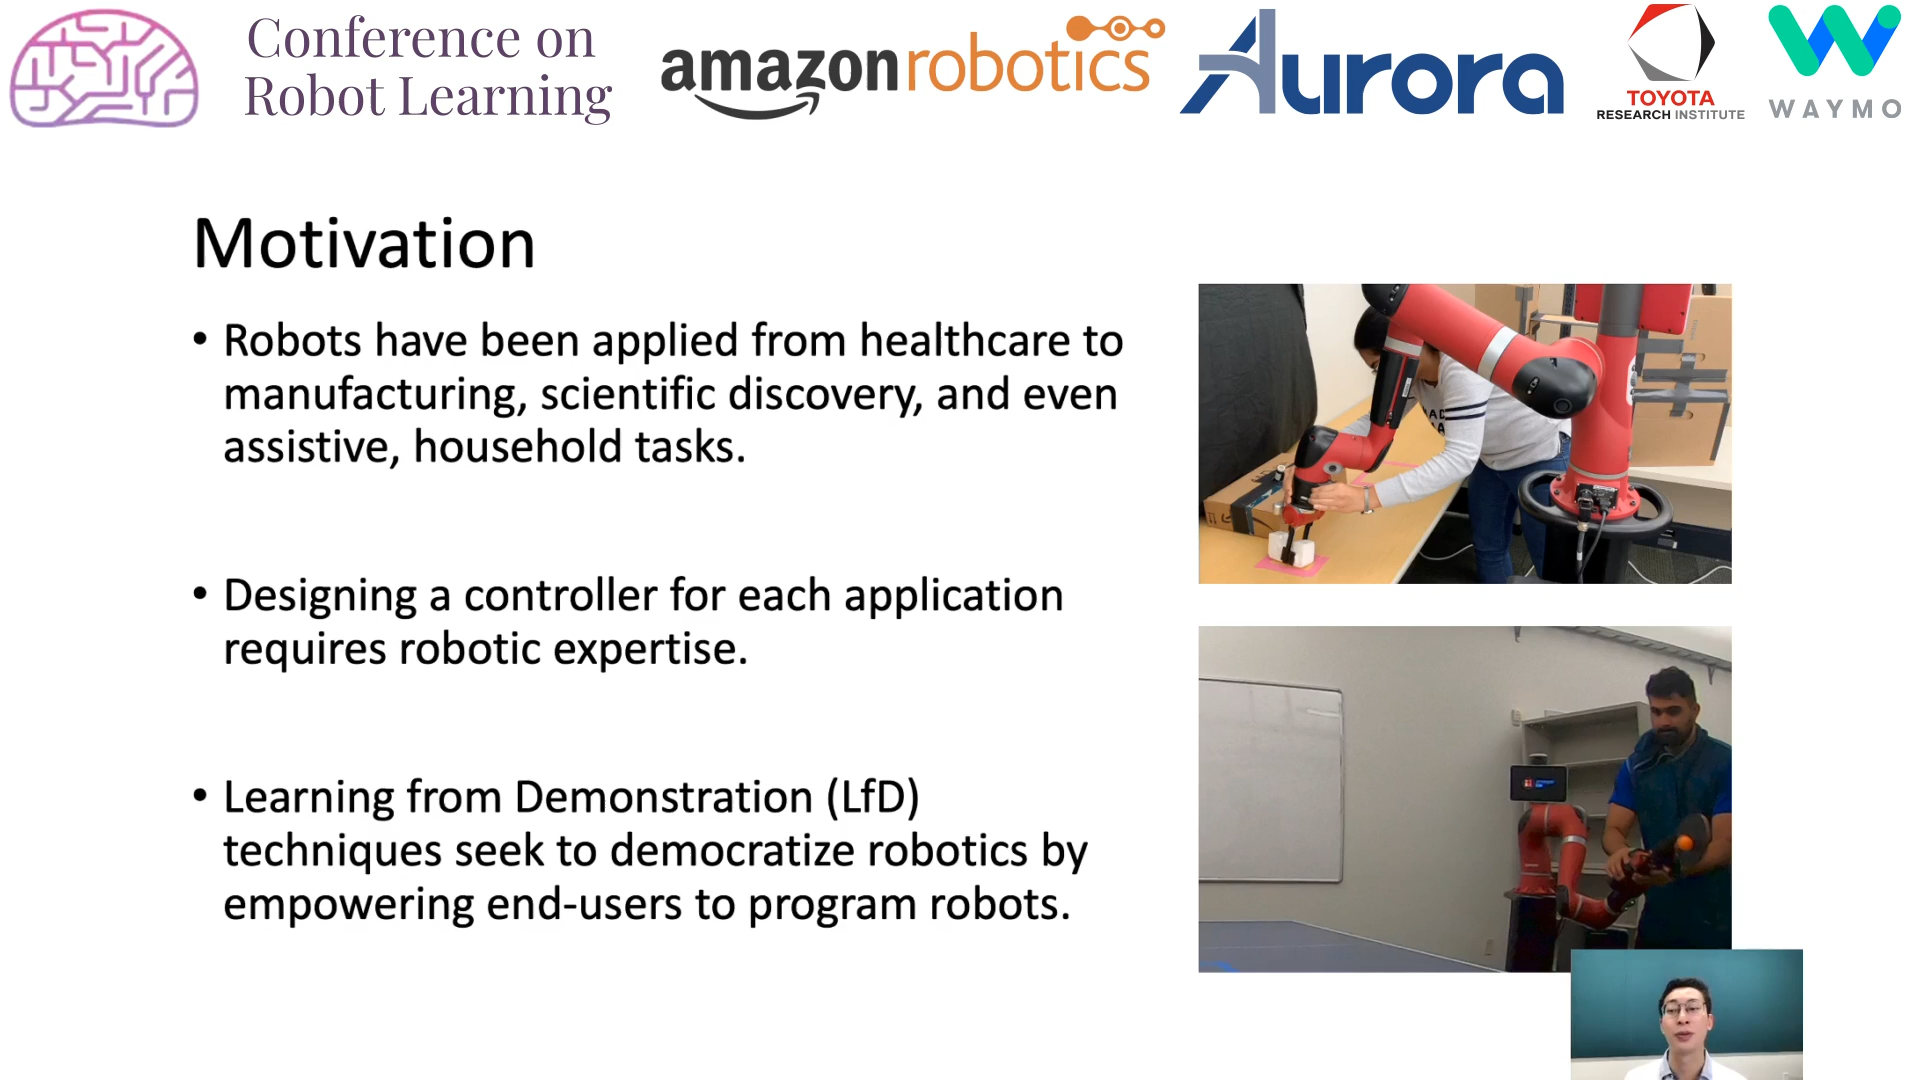 Conference on
Robot Learning
amazon robotics
Aurora
TOYOTA
RESEARCH INSTITUTE
WAYMO
Motivation
• Robots have been applied from healthcare to
manufacturing, scientific discovery, and even
assistive, household tasks.
• Designing a controller for each application
requires robotic expertise.
• Learning from Demonstration (LfD)
techniques seek to democratize robotics by
empowering end-users to program robots.